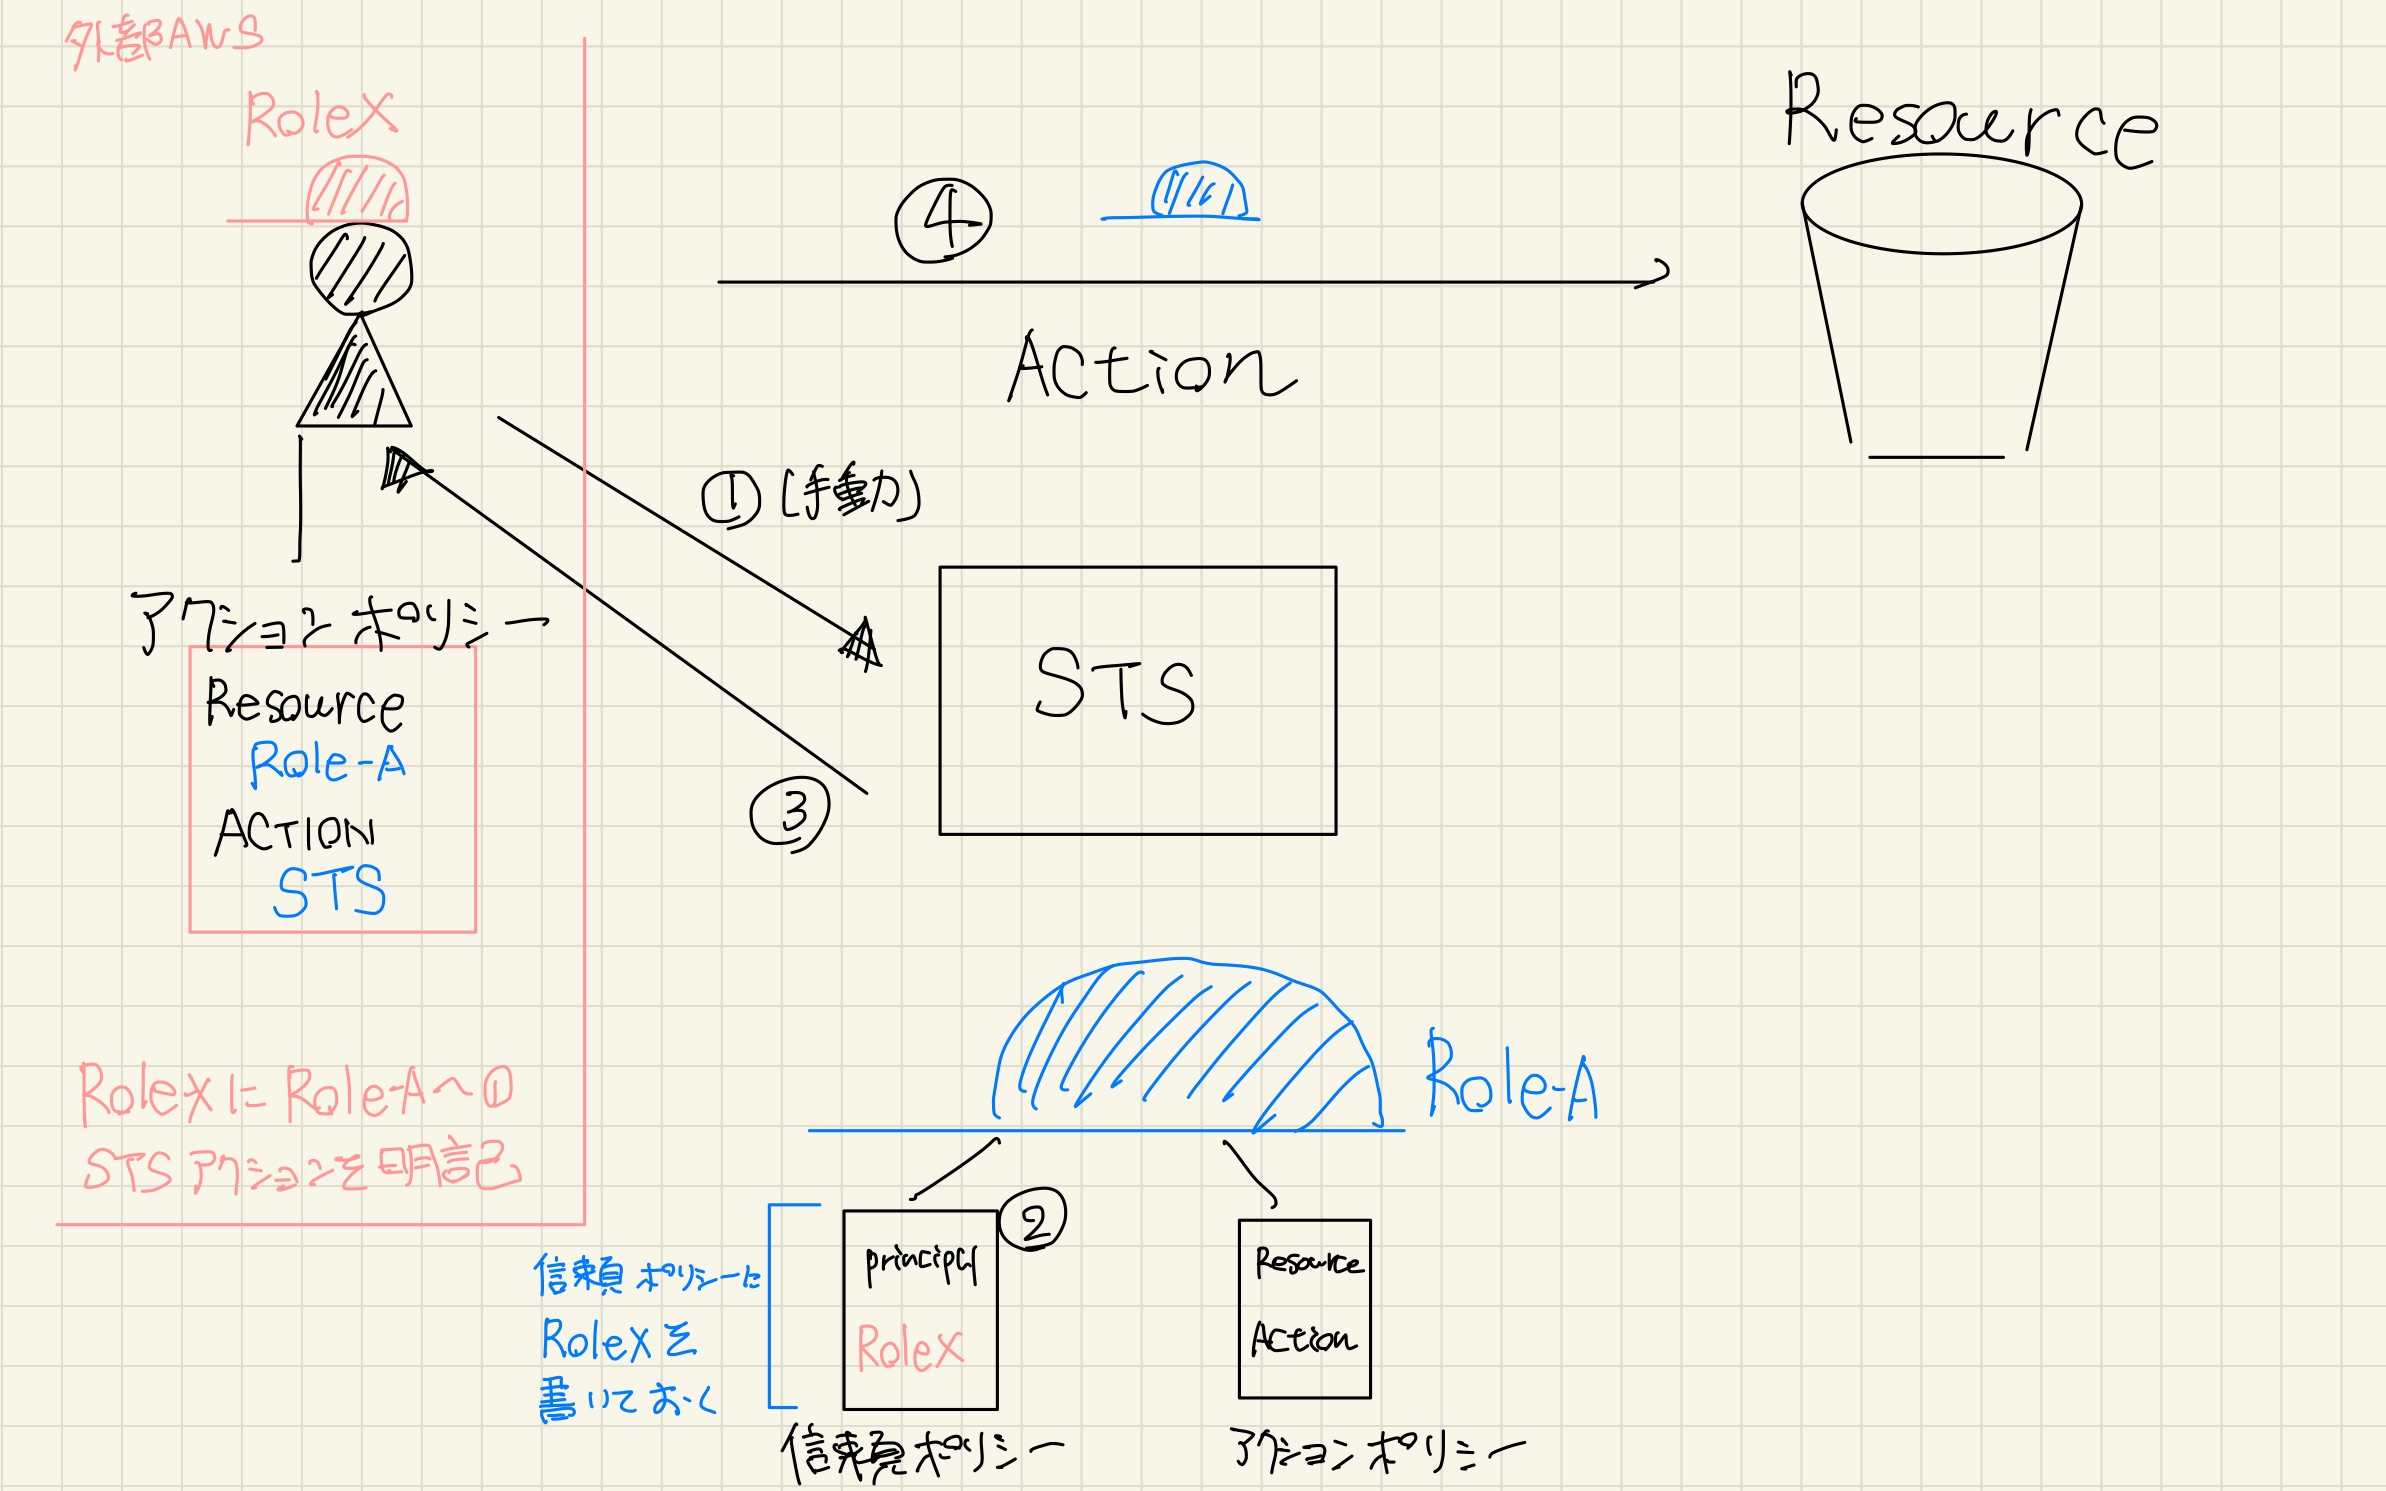 外部AWS
RoleX
Resource
④
Action
① (手動)
STS
③
アクションポリシー
Resource
Role-A
ACTION
STS
RoleXに Role-Aへの
STSアクションを明記
Role-A
②
principal
RoleX
信頼ポリシーに
RoleXを
書いておく
信頼ポリシー
Resource
Action
アクションポリシー